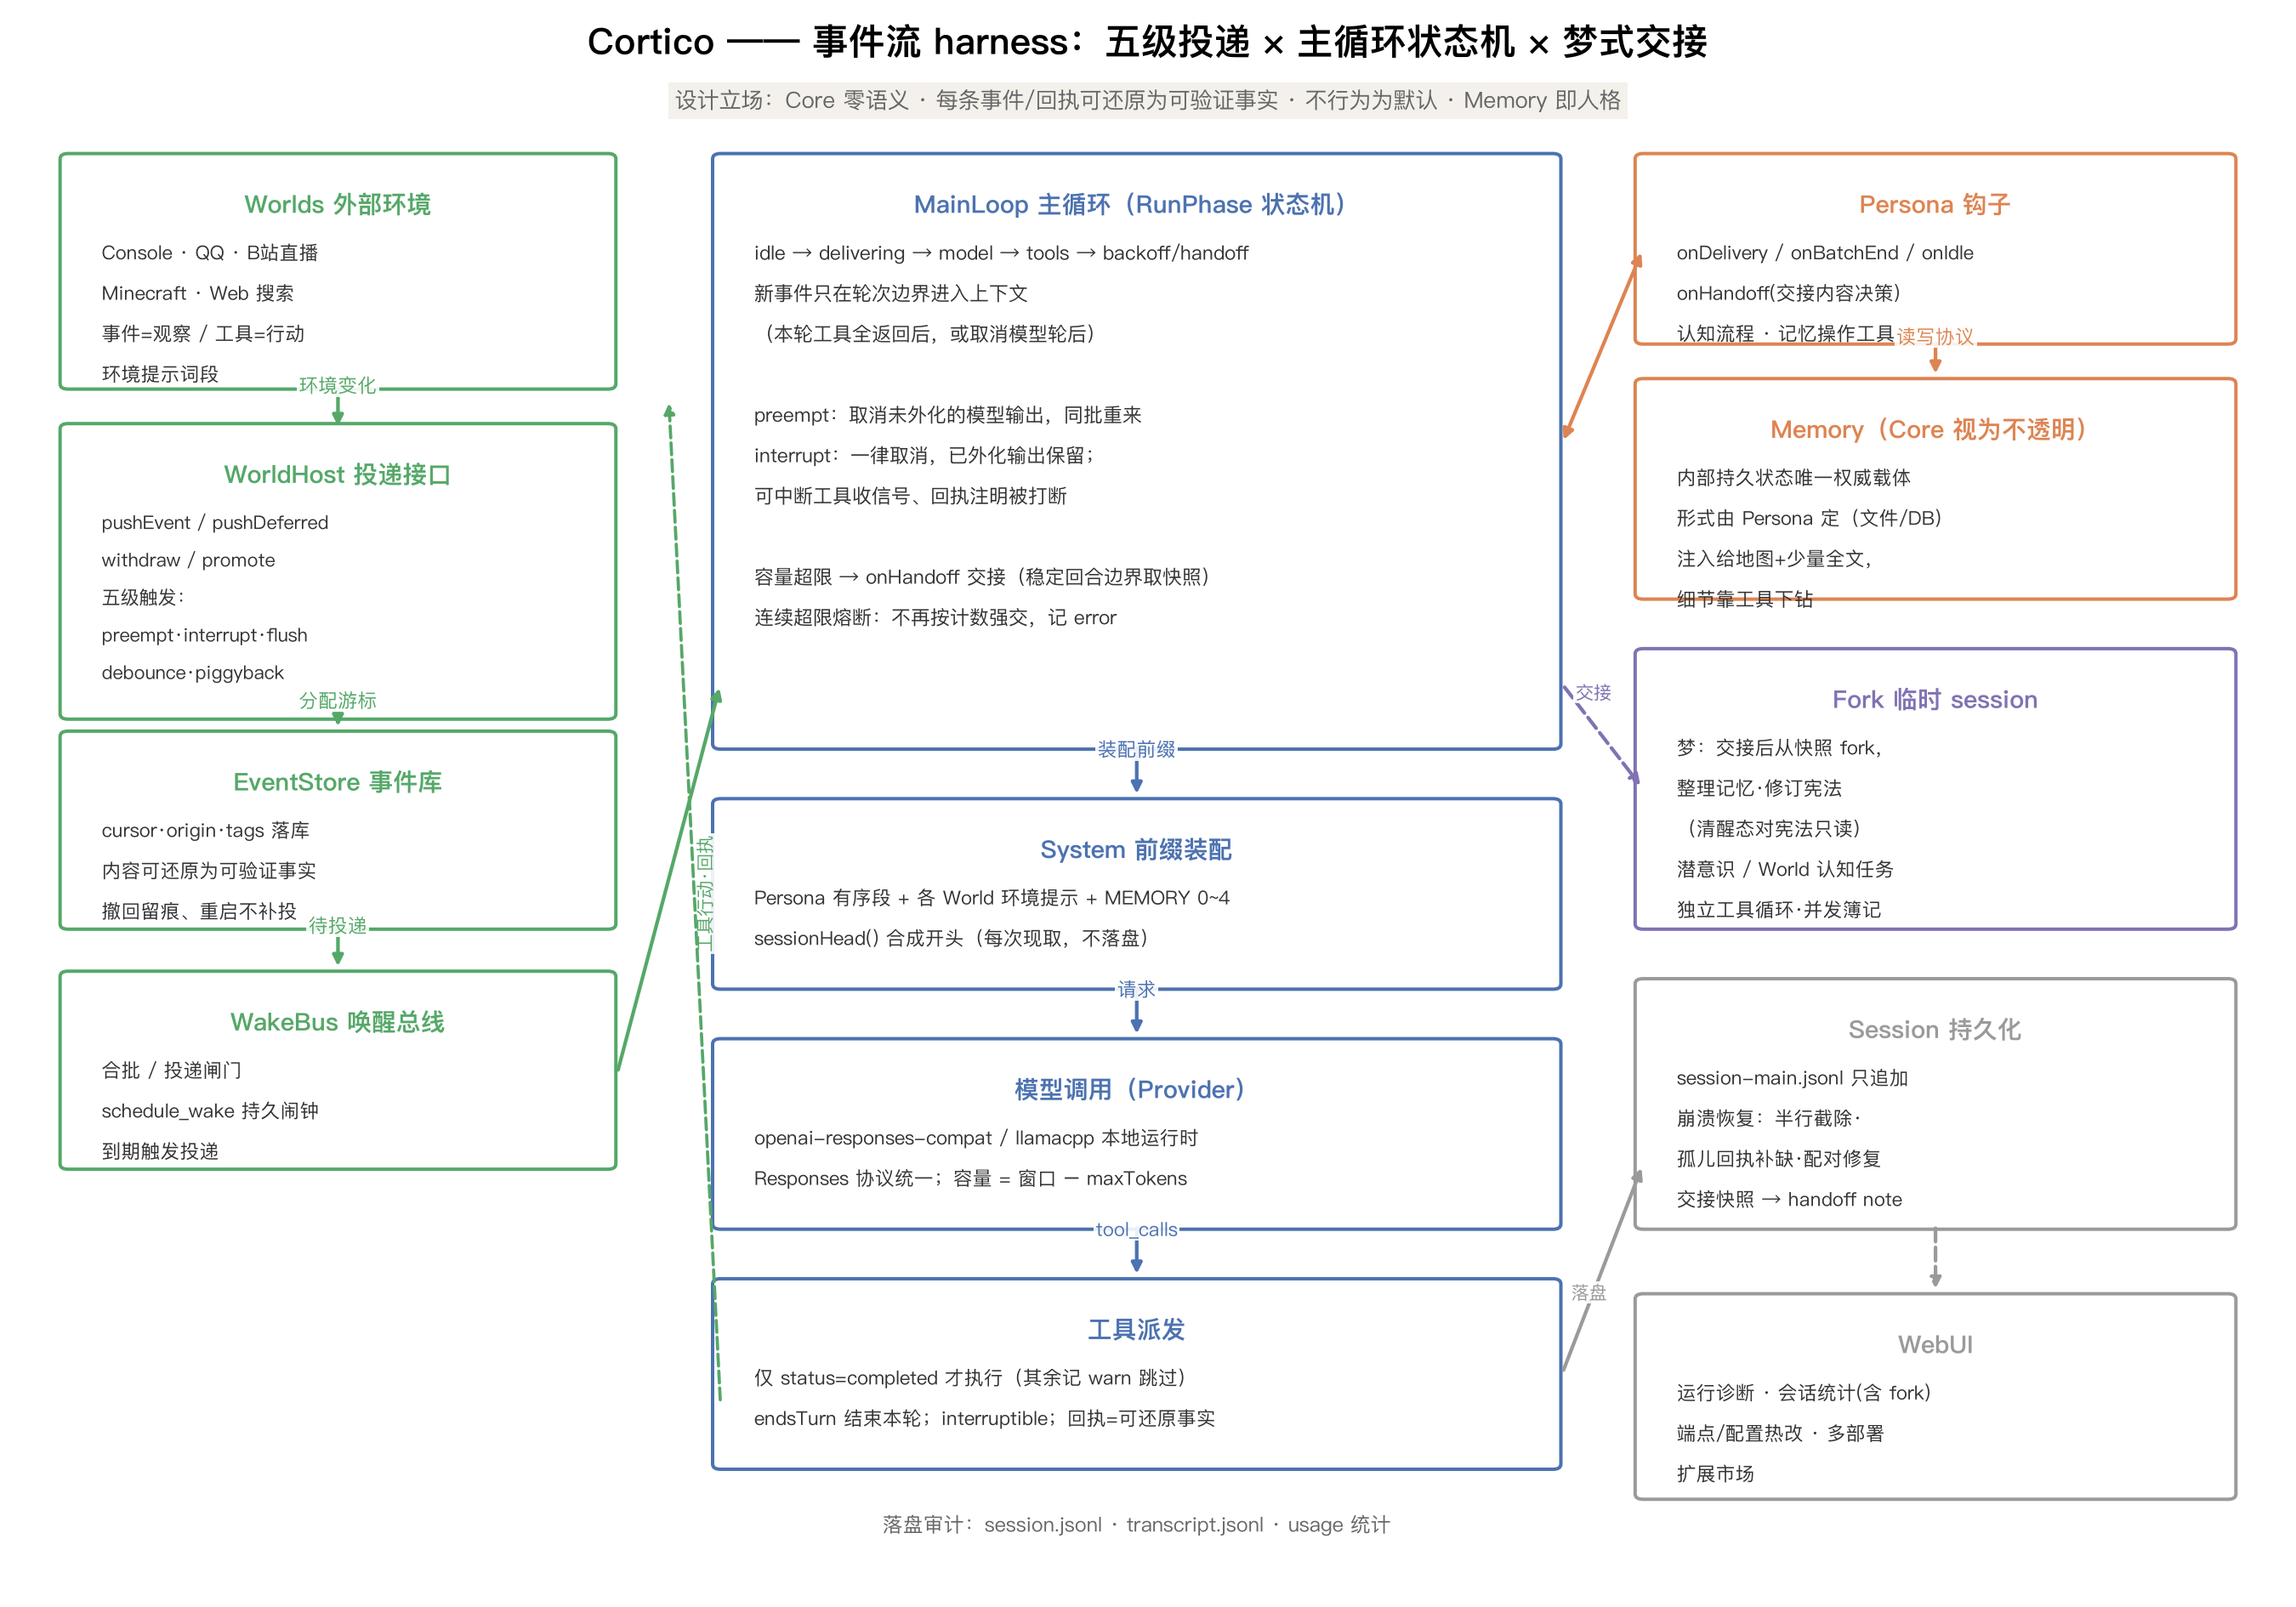 Cortico —— 事件流 harness：五级投递 × 主循环状态机 × 梦式交接
设计立场：Core 零语义 · 每条事件/回执可还原为可验证事实 · 不行为为默认 · Memory 即人格
Worlds 外部环境
Console · QQ · B站直播
Minecraft · Web 搜索
事件=观察 / 工具=行动
环境提示词段
环境变化
WorldHost 投递接口
pushEvent / pushDeferred
withdraw / promote
五级触发：
preempt·interrupt·flush
debounce·piggyback
分配游标
EventStore 事件库
cursor·origin·tags 落库
内容可还原为可验证事实
撤回留痕、重启不补投
待投递
WakeBus 唤醒总线
合批 / 投递闸门
schedule_wake 持久闹钟
到期触发投递
工具行动·回执
MainLoop 主循环（RunPhase 状态机）
idle → delivering → model → tools → backoff/handoff
新事件只在轮次边界进入上下文
（本轮工具全返回后，或取消模型轮后）
preempt：取消未外化的模型输出，同批重来
interrupt：一律取消，已外化输出保留；
可中断工具收信号、回执注明被打断
容量超限 → onHandoff 交接（稳定回合边界取快照）
连续超限熔断：不再按计数强交，记 error
装配前缀
System 前缀装配
Persona 有序段 + 各 World 环境提示 + MEMORY 0~4
sessionHead() 合成开头（每次现取，不落盘）
请求
模型调用（Provider）
openai-responses-compat / llamacpp 本地运行时
Responses 协议统一；容量 = 窗口 − maxTokens
tool_calls
工具派发
仅 status=completed 才执行（其余记 warn 跳过）
endsTurn 结束本轮；interruptible；回执=可还原事实
落盘审计：session.jsonl · transcript.jsonl · usage 统计
Persona 钩子
onDelivery / onBatchEnd / onIdle
onHandoff(交接内容决策)
认知流程 · 记忆操作工具
读写协议
Memory（Core 视为不透明）
内部持久状态唯一权威载体
形式由 Persona 定（文件/DB）
注入给地图+少量全文，
细节靠工具下钻
交接
Fork 临时 session
梦：交接后从快照 fork，
整理记忆·修订宪法
（清醒态对宪法只读）
潜意识 / World 认知任务
独立工具循环·并发簿记
Session 持久化
session-main.jsonl 只追加
崩溃恢复：半行截除·
孤儿回执补缺·配对修复
交接快照 → handoff note
落盘
WebUI
运行诊断 · 会话统计(含 fork)
端点/配置热改 · 多部署
扩展市场